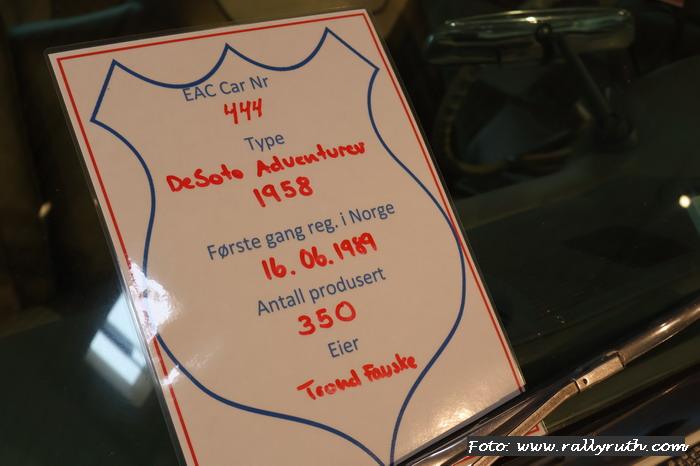 EAC Car Nr
444
Type
DeSoto Adventurer
1958
Første gang reg. i Norge
16.06.1989
Antall produsert
350
Eier
Trond Fauske
Foto: www.rallyruth.com